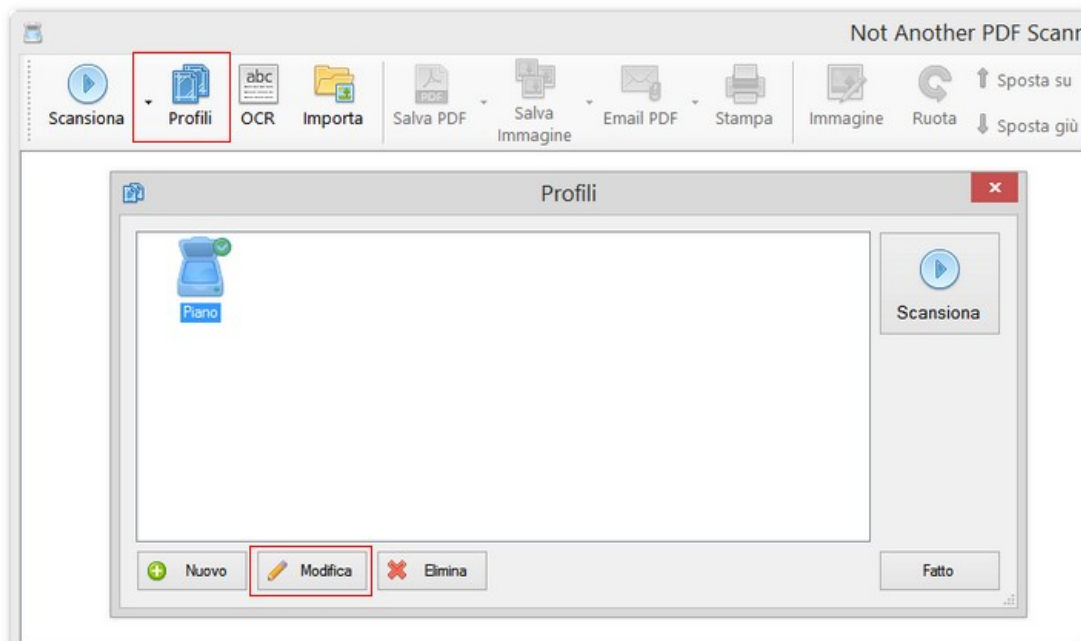 Not Another PDF Scann
Scansiona
Profili
abc
OCR
Importa
PDF
Salva PDF
Salva
Immagine
Email PDF
Stampa
Immagine
Ruota
Sposta su
Sposta giù
Profili
Piano
Scansiona
Nuovo
Modifica
Elimina
Fatto